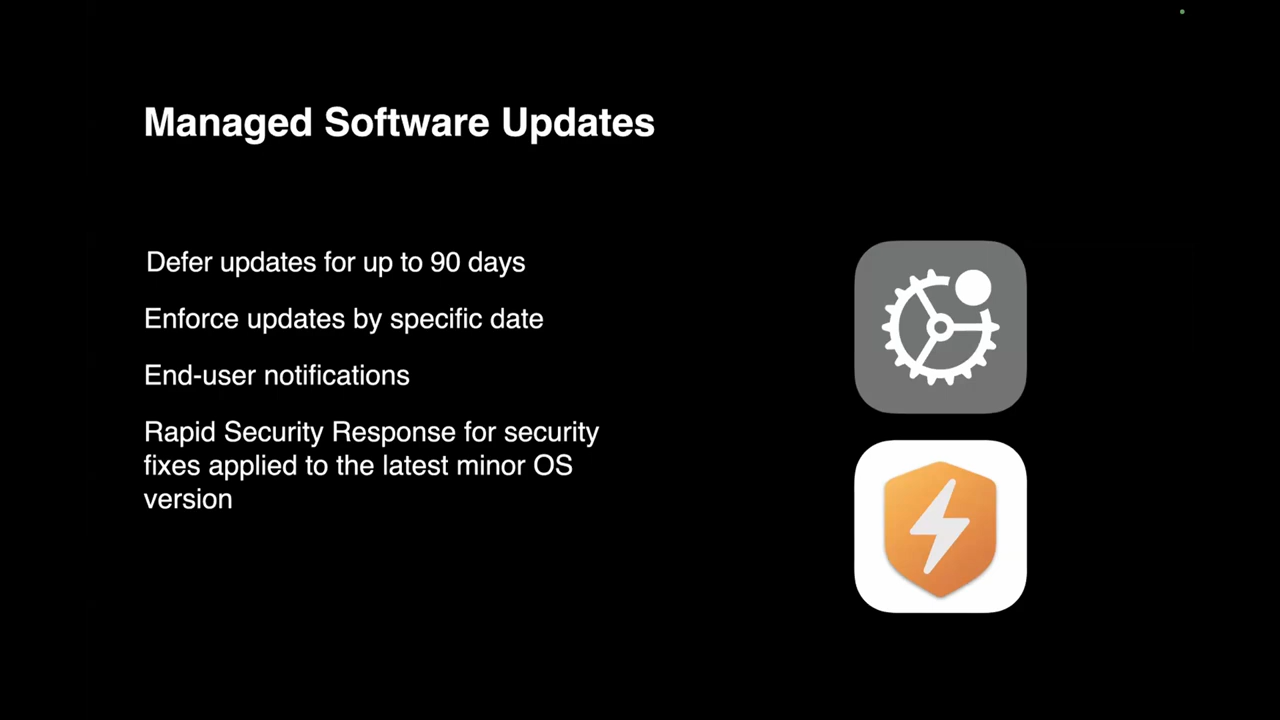 Managed Software Updates
Defer updates for up to 90 days
Enforce updates by specific date
End-user notifications
Rapid Security Response for security
fixes applied to the latest minor OS
version